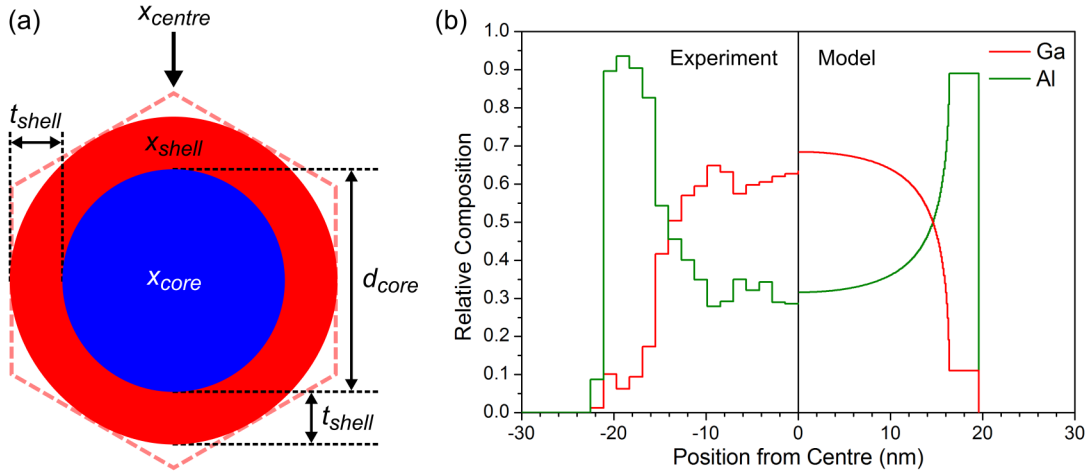 (a)
x_centre
t_shell
x_shell
x_core
d_core
t_shell
(b)
Experiment Model
Ga
Al
Relative Composition
1.0
0.9
0.8
0.7
0.6
0.5
0.4
0.3
0.2
0.1
0.0
-30 -20 -10 0 10 20 30
Position from Centre (nm)